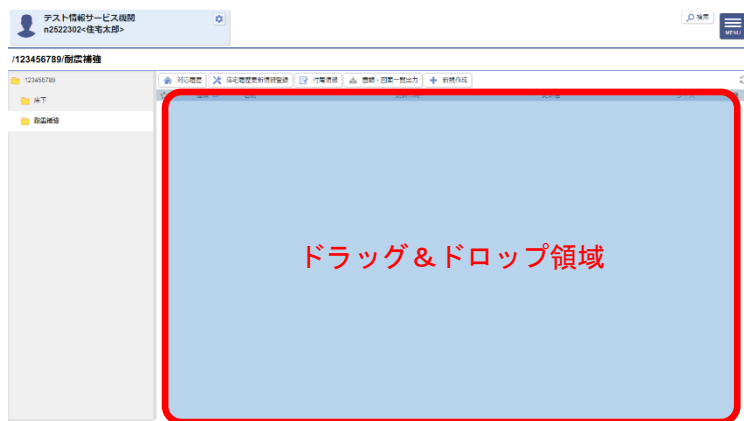 テスト情報サービス機関
n2522302<住宅太郎>
検索
MENU
/123456789/耐震補強
123456789
床下
耐震補強
対応履歴
住宅履歴更新情報登録
付属情報
書類・図面一覧出力
新規作成
ドラッグ＆ドロップ領域